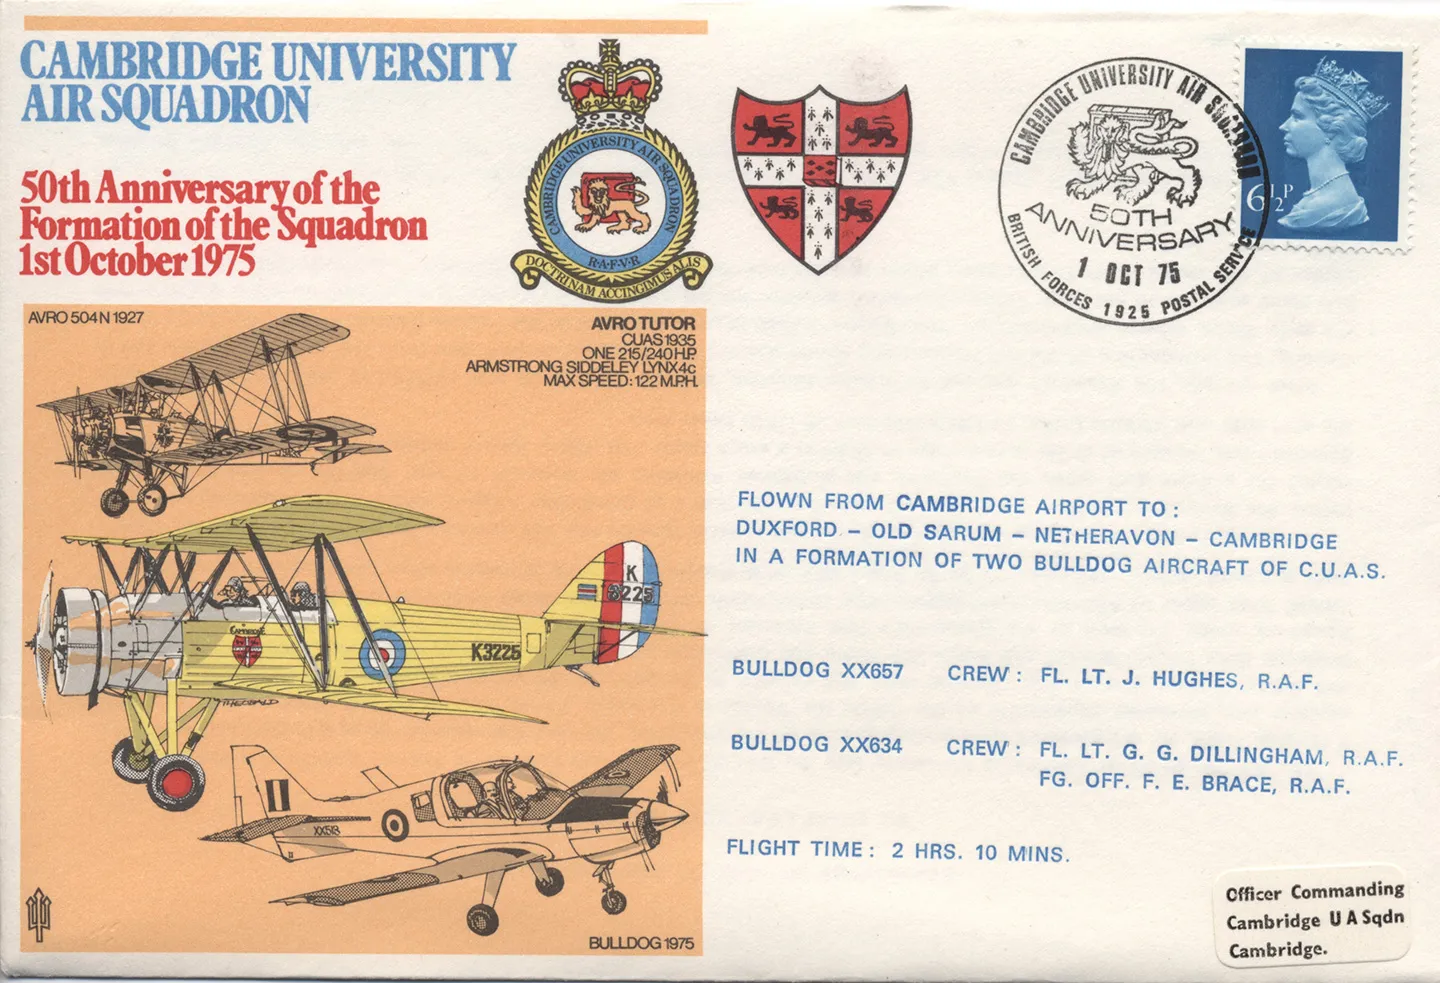 CAMBRIDGE UNIVERSITY
AIR SQUADRON
50th Anniversary of the
Formation of the Squadron
1st October 1975
CAMBRIDGE UNIVERSITY AIR SQUADRON
R·A·F·V·R
DOCTRINAM ACCINGIMUS ALIS
CAMBRIDGE UNIVERSITY AIR
50TH
ANNIVERSARY
1 OCT 75
BRITISH FORCES 1925 POSTAL SERVICE
6½P
AVRO 504N 1927
AVRO TUTOR
CUAS 1935
ONE 215/240 H.P.
ARMSTRONG SIDDELEY LYNX 4c
MAX SPEED: 122 M.P.H.
K
3225
CAMBRIDGE
K3225
THEOBALD
XX513
BULLDOG 1975
FLOWN FROM CAMBRIDGE AIRPORT TO:
DUXFORD – OLD SARUM – NETHERAVON – CAMBRIDGE
IN A FORMATION OF TWO BULLDOG AIRCRAFT OF C.U.A.S.
BULLDOG XX657 CREW: FL. LT. J. HUGHES, R.A.F.
BULLDOG XX634 CREW: FL. LT. G. G. DILLINGHAM, R.A.F.
FG. OFF. F. E. BRACE, R.A.F.
FLIGHT TIME: 2 HRS. 10 MINS.
Officer Commanding
Cambridge U A Sqdn
Cambridge.